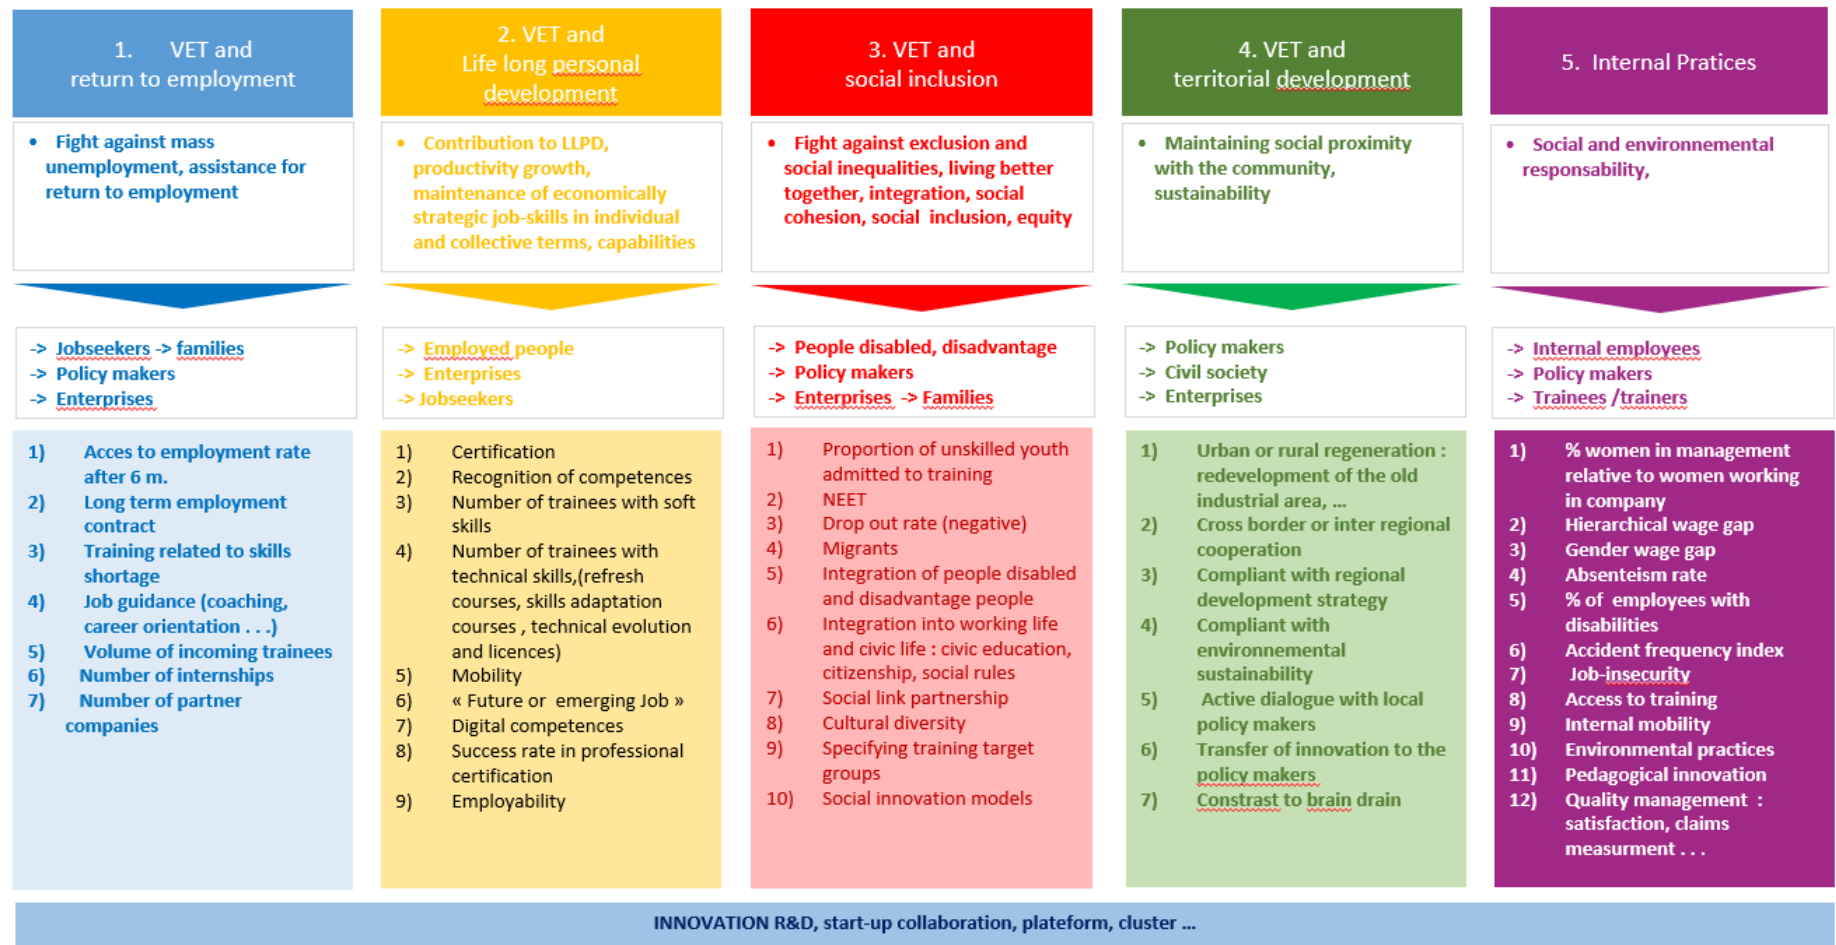 1. VET and
return to employment
• Fight against mass
unemployment, assistance for
return to employment
-> Jobseekers -> families
-> Policy makers
-> Enterprises
1) Acces to employment rate
after 6 m.
2) Long term employment
contract
3) Training related to skills
shortage
4) Job guidance (coaching,
career orientation . . .)
5) Volume of incoming trainees
6) Number of internships
7) Number of partner
companies
2. VET and
Life long personal
development
• Contribution to LLPD,
productivity growth,
maintenance of economically
strategic job-skills in individual
and collective terms, capabilities
-> Employed people
-> Enterprises
-> Jobseekers
1) Certification
2) Recognition of competences
3) Number of trainees with soft
skills
4) Number of trainees with
technical skills,(refresh
courses, skills adaptation
courses , technical evolution
and licences)
5) Mobility
6) « Future or emerging Job »
7) Digital competences
8) Success rate in professional
certification
9) Employability
3. VET and
social inclusion
• Fight against exclusion and
social inequalities, living better
together, integration, social
cohesion, social inclusion, equity
-> People disabled, disadvantage
-> Policy makers
-> Enterprises -> Families
1) Proportion of unskilled youth
admitted to training
2) NEET
3) Drop out rate (negative)
4) Migrants
5) Integration of people disabled
and disadvantage people
6) Integration into working life
and civic life : civic education,
citizenship, social rules
7) Social link partnership
8) Cultural diversity
9) Specifying training target
groups
10) Social innovation models
4. VET and
territorial development
• Maintaining social proximity
with the community,
sustainability
-> Policy makers
-> Civil society
-> Enterprises
1) Urban or rural regeneration :
redevelopment of the old
industrial area, ...
2) Cross border or inter regional
cooperation
3) Compliant with regional
development strategy
4) Compliant with
environnemental
sustainability
5) Active dialogue with local
policy makers
6) Transfer of innovation to the
policy makers
7) Constrast to brain drain
5. Internal Pratices
• Social and environnemental
responsability,
-> Internal employees
-> Policy makers
-> Trainees /trainers
1) % women in management
relative to women working
in company
2) Hierarchical wage gap
3) Gender wage gap
4) Absenteism rate
5) % of employees with
disabilities
6) Accident frequency index
7) Job-insecurity
8) Access to training
9) Internal mobility
10) Environmental practices
11) Pedagogical innovation
12) Quality management :
satisfaction, claims
measurment . . .
INNOVATION R&D, start-up collaboration, plateform, cluster ...